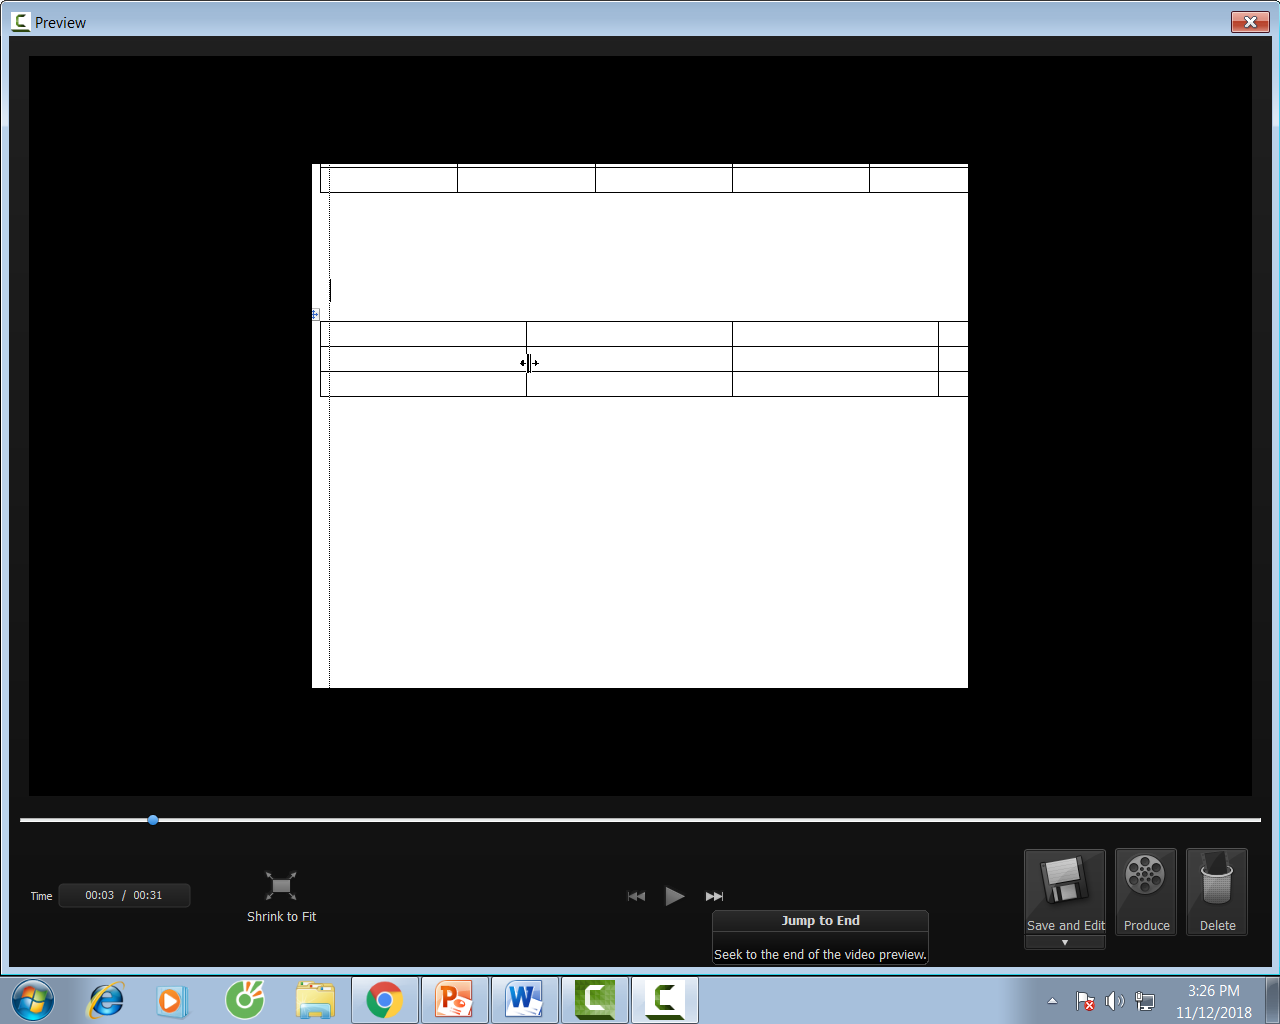 Preview
Time
00:03 / 00:31
Shrink to Fit
Jump to End
Seek to the end of the video preview.
Save and Edit
Produce
Delete
3:26 PM
11/12/2018